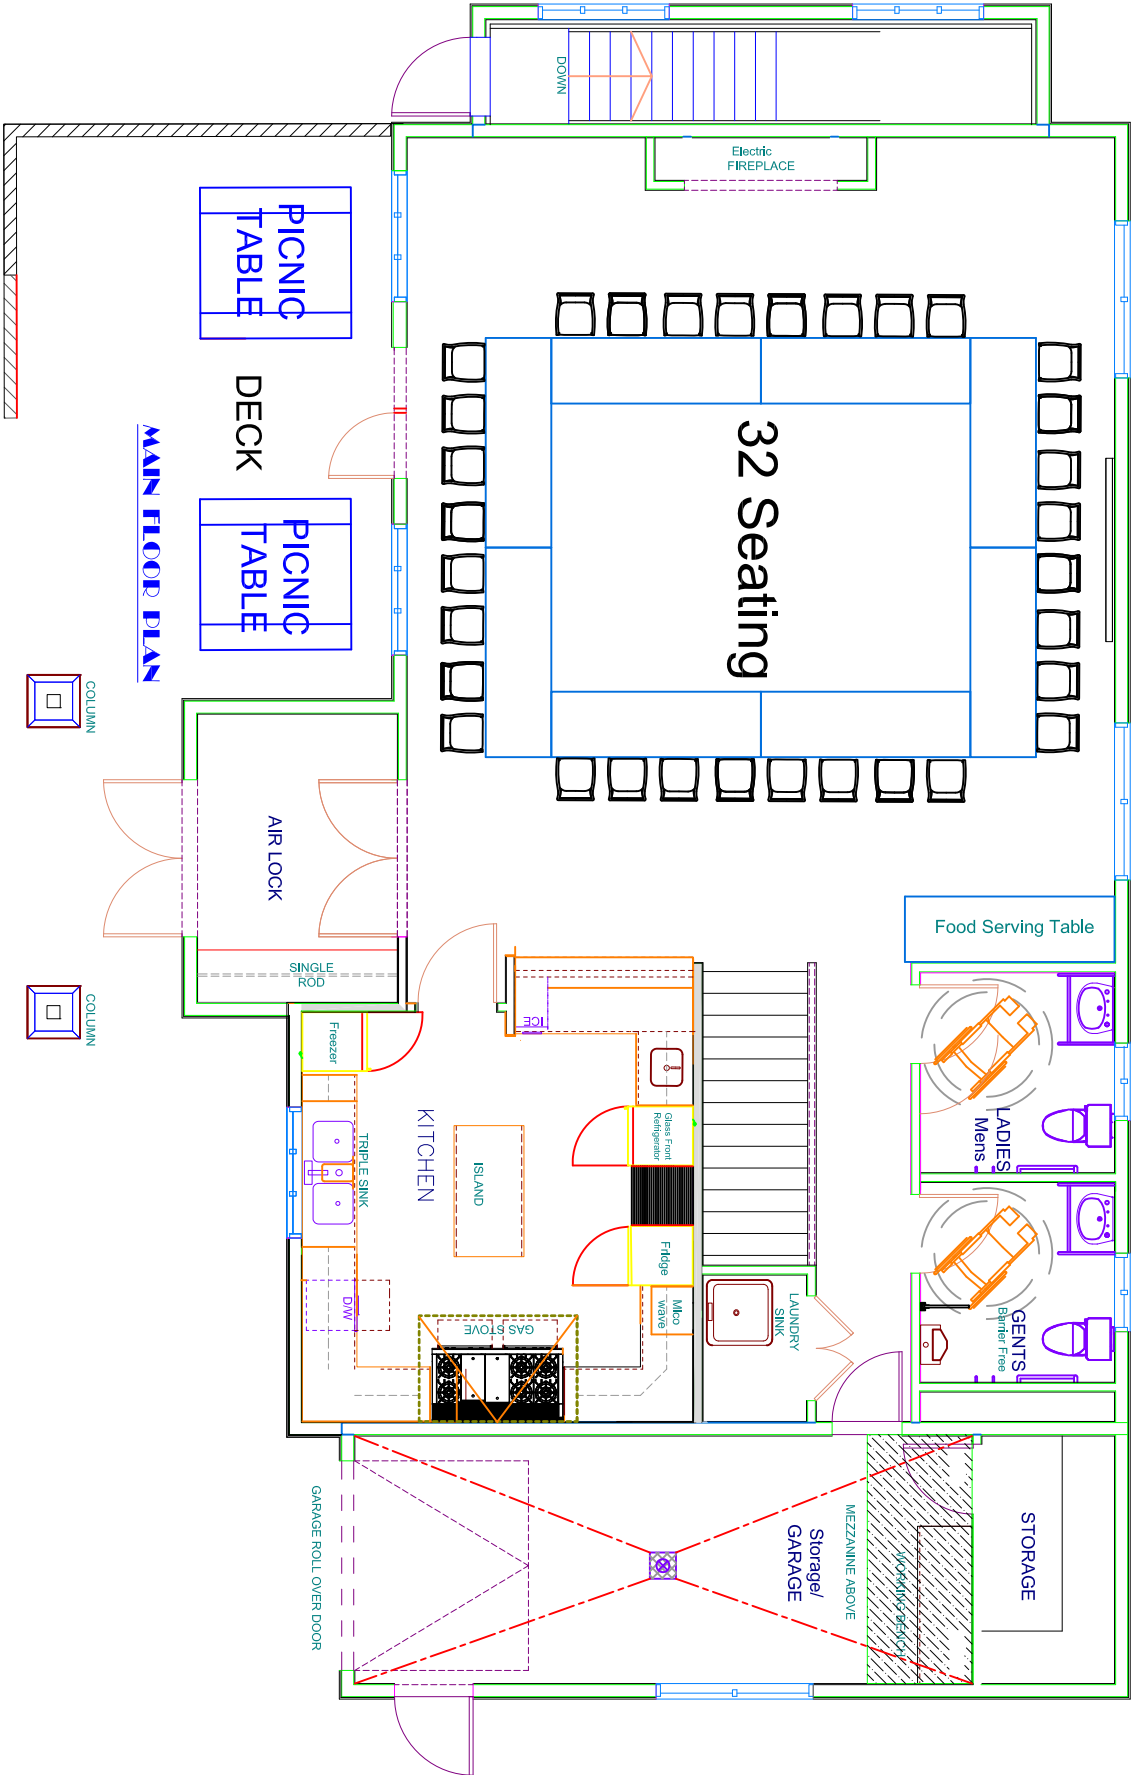 DOWN
Electric
FIREPLACE
PICNIC
TABLE
DECK
MAIN FLOOR PLAN
PICNIC
TABLE
32 Seating
COLUMN
AIR LOCK
Food Serving Table
SINGLE
ROD
COLUMN
ICE
Freezer
KITCHEN
TRIPLE SINK
ISLAND
Glass Front
Refrigerator
LADIES
Mens
Fridge
Mico
wave
D/W
GAS STOVE
LAUNDRY
SINK
GENTS
Barrier Free
GARAGE ROLL OVER DOOR
Storage/
GARAGE
MEZZANINE ABOVE
WORKING BENCH
STORAGE